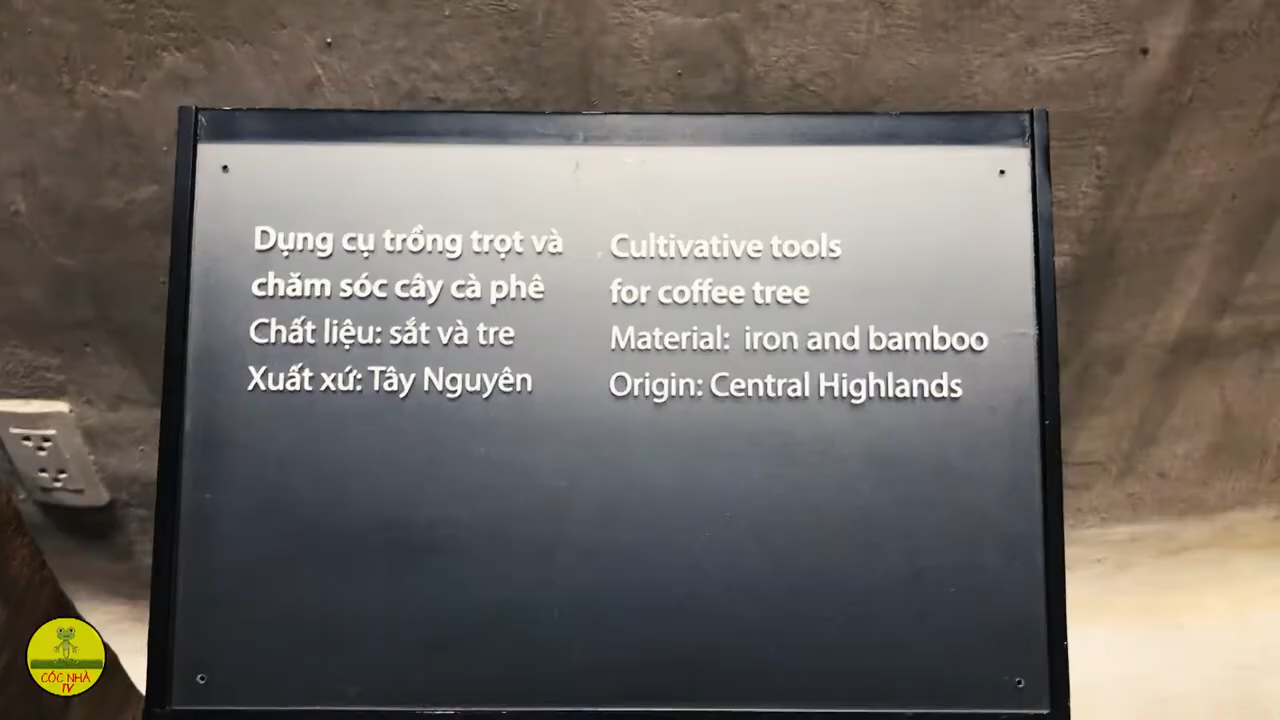 Dụng cụ trồng trọt và
chăm sóc cây cà phê
Chất liệu: sắt và tre
Xuất xứ: Tây Nguyên
Cultivative tools
for coffee tree
Material: iron and bamboo
Origin: Central Highlands
CÓC NHÀ
TV